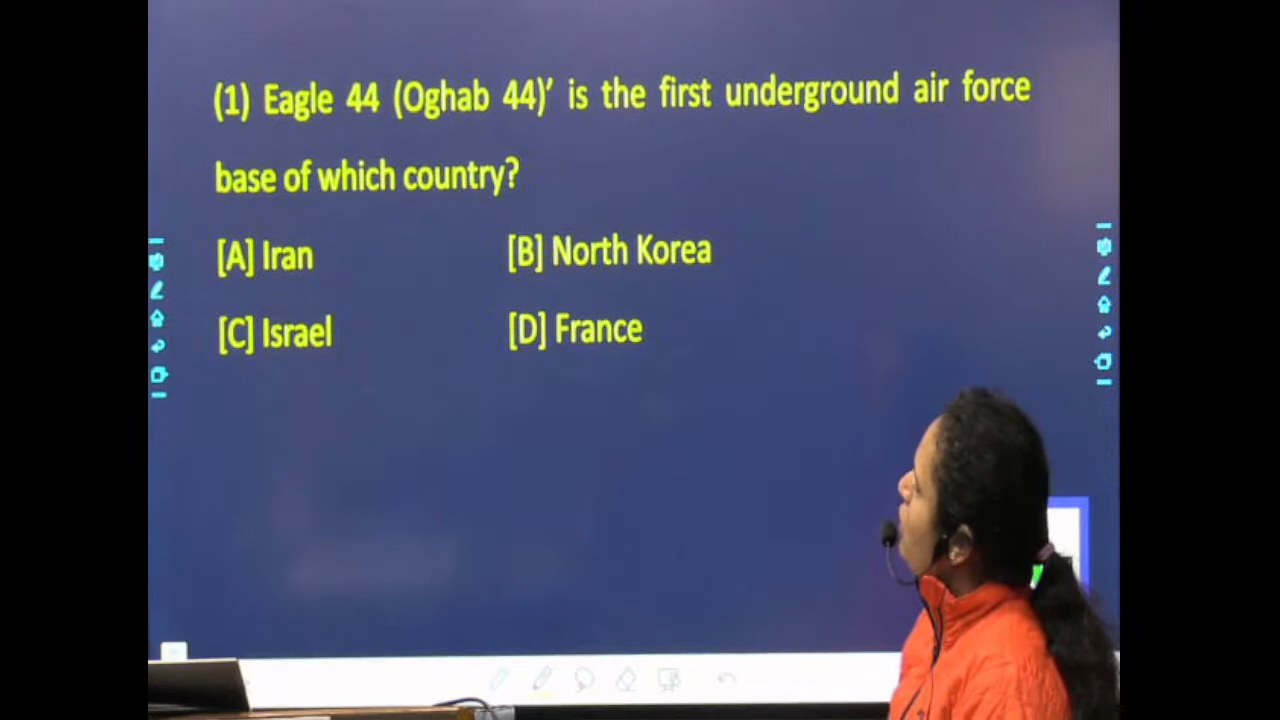 (1) Eagle 44 (Oghab 44)’ is the first underground air force
base of which country?
[A] Iran [B] North Korea
[C] Israel [D] France